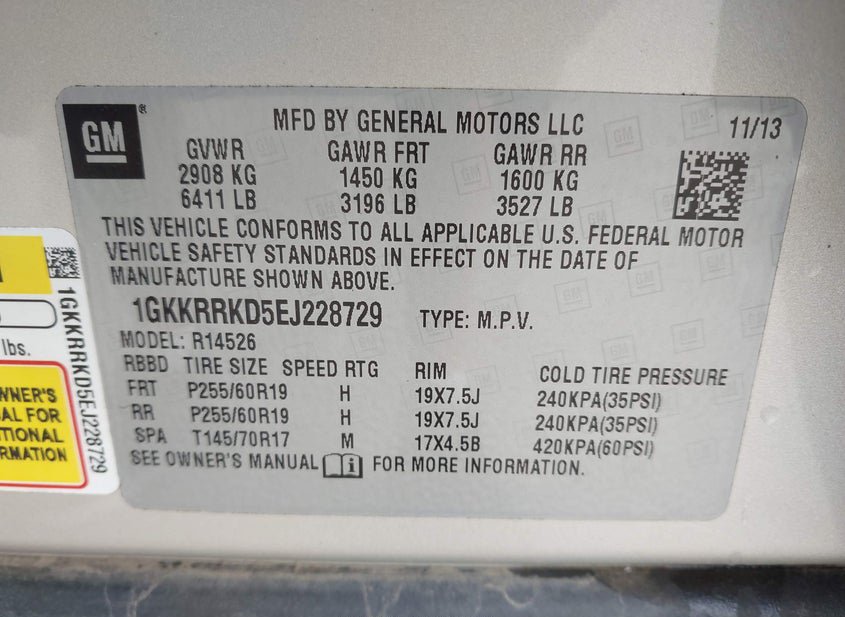 GM®
MFD BY GENERAL MOTORS LLC 11/13
GVWR GAWR FRT GAWR RR
2908 KG 1450 KG 1600 KG
6411 LB 3196 LB 3527 LB
THIS VEHICLE CONFORMS TO ALL APPLICABLE U.S. FEDERAL MOTOR
VEHICLE SAFETY STANDARDS IN EFFECT ON THE DATE OF
MANUFACTURE SHOWN ABOVE.
1GKKRRKD5EJ228729 TYPE: M.P.V.
MODEL: R14526
RBBD TIRE SIZE SPEED RTG RIM COLD TIRE PRESSURE
FRT P255/60R19 H 19X7.5J 240KPA(35PSI)
RR P255/60R19 H 19X7.5J 240KPA(35PSI)
SPA T145/70R17 M 17X4.5B 420KPA(60PSI)
SEE OWNER'S MANUAL FOR MORE INFORMATION.
lbs.
OWNER'S
FOR
1GKKRRKD5EJ228729